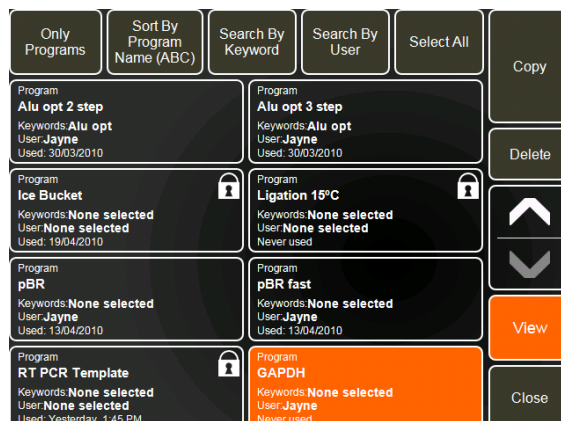 Only
Programs
Sort By
Program
Name (ABC)
Search By
Keyword
Search By
User
Select All
Copy
Program
Alu opt 2 step
Keywords:Alu opt
User:Jayne
Used: 30/03/2010
Program
Alu opt 3 step
Keywords:Alu opt
User:Jayne
Used: 30/03/2010
Delete
Program
Ice Bucket
Keywords:None selected
User:None selected
Used: 19/04/2010
Program
Ligation 15ºC
Keywords:None selected
User:None selected
Never used
Program
pBR
Keywords:None selected
User:Jayne
Used: 13/04/2010
Program
pBR fast
Keywords:None selected
User:Jayne
Used: 13/04/2010
View
Program
RT PCR Template
Keywords:None selected
User:None selected
Used: Yesterday, 1:45 PM
Program
GAPDH
Keywords:None selected
User:Jayne
Never used
Close